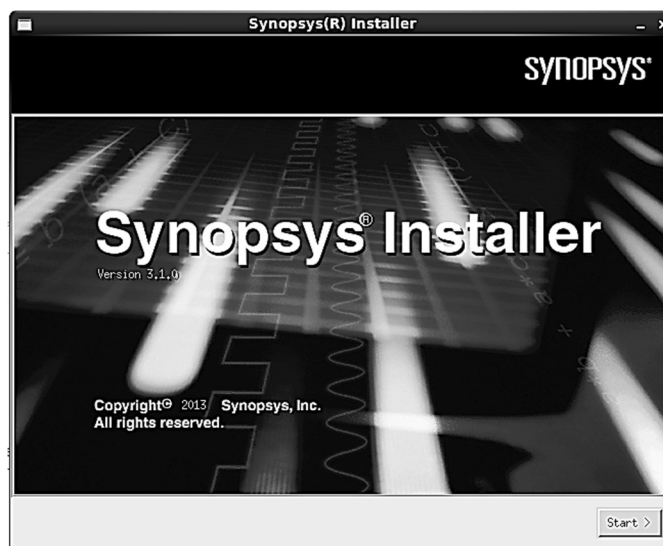 Synopsys(R) Installer
SYNOPSYS®
Synopsys® Installer
Version 3.1.0
Copyright© 2013 Synopsys, Inc.
All rights reserved.
Start >